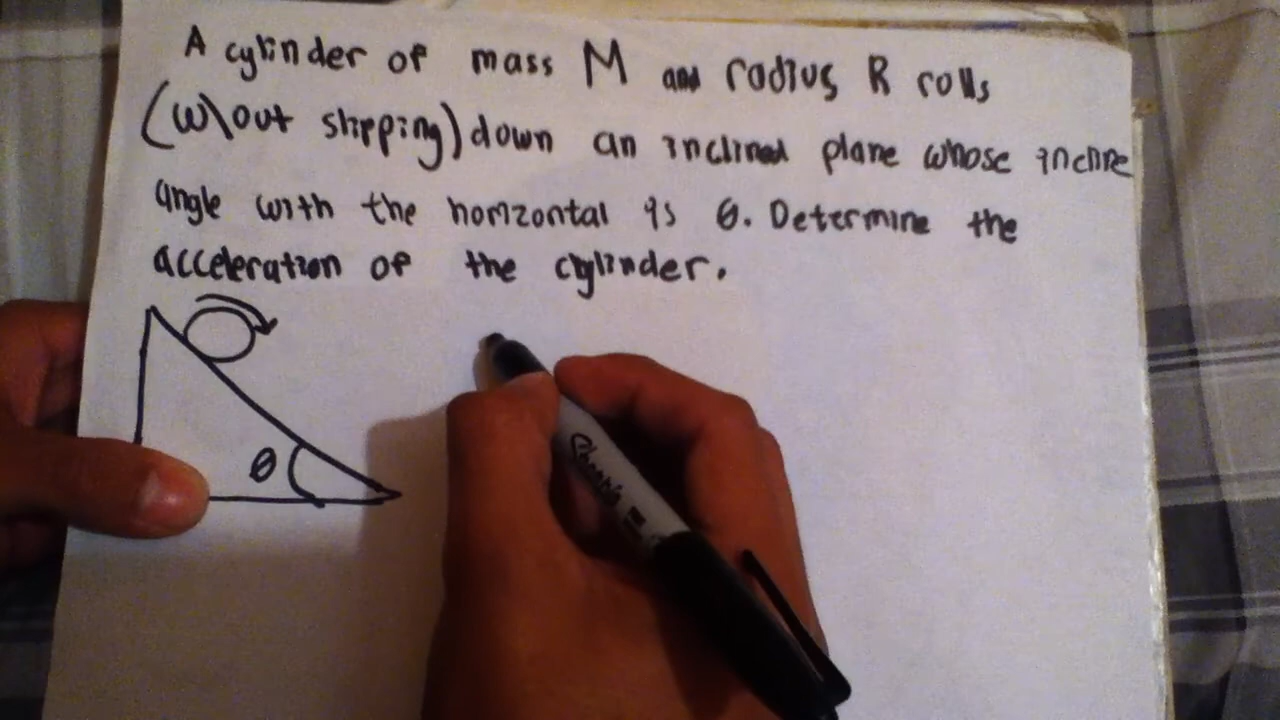 A cylinder of mass M and radius R rolls
(w\out slipping) down an inclined plane whose incline
angle with the horizontal is θ. Determine the
acceleration of the cylinder.
θ
Sharpie